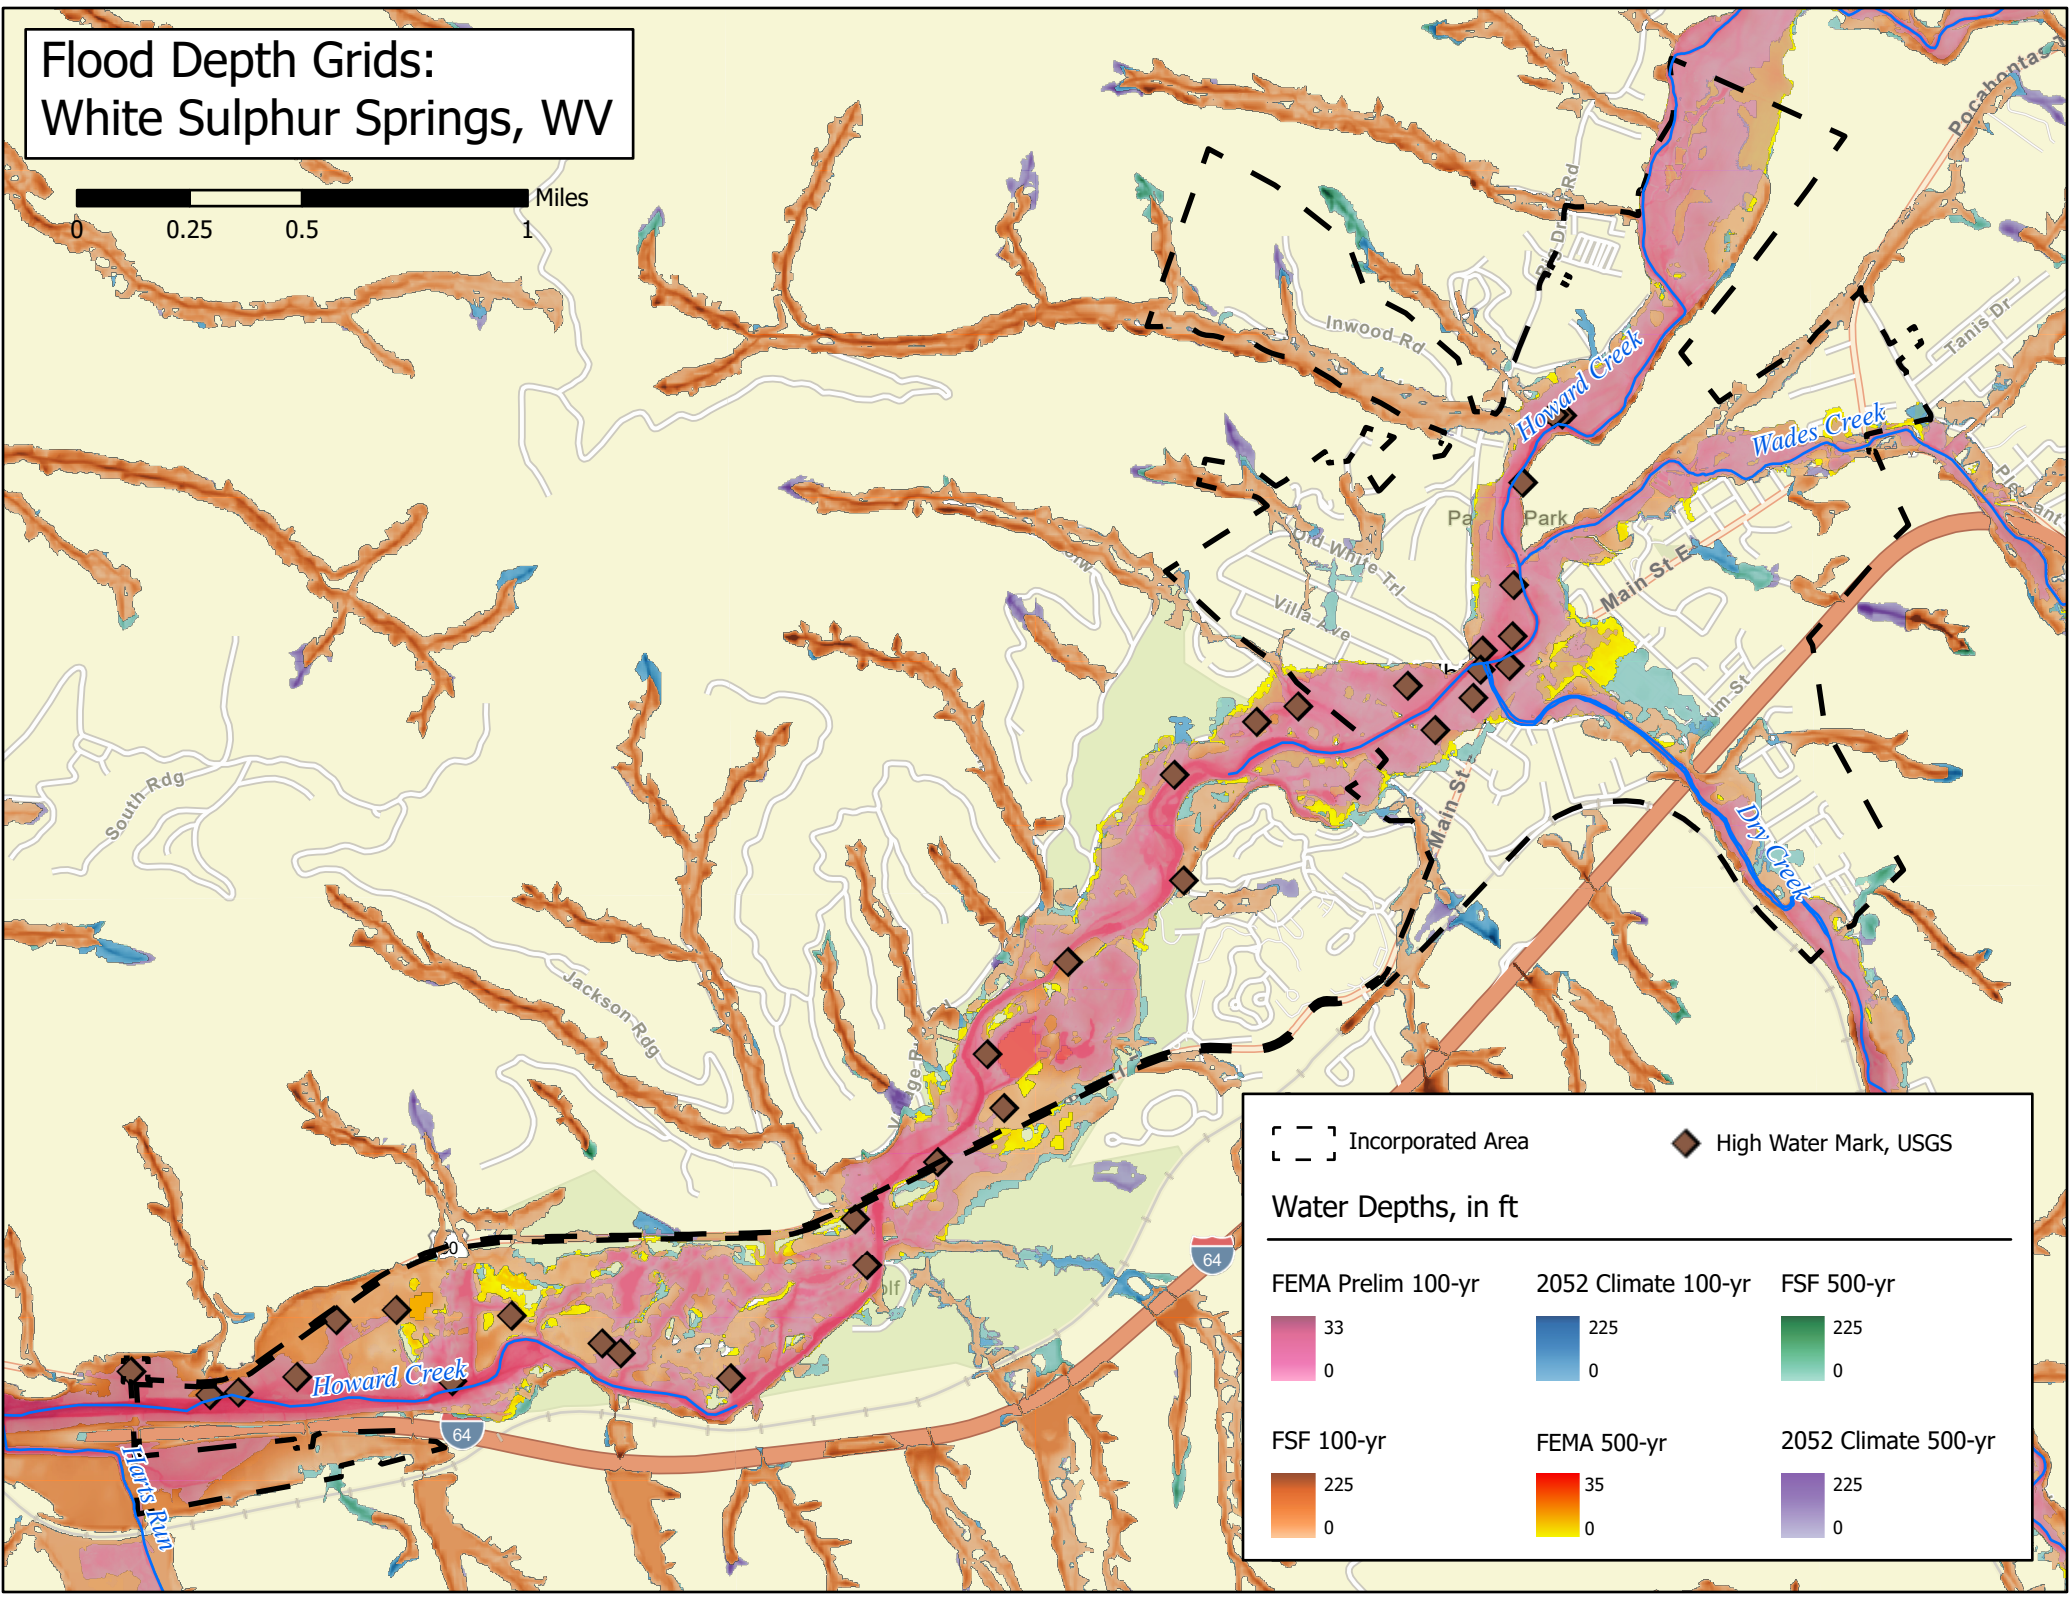 Flood Depth Grids:
White Sulphur Springs, WV
Miles
0 0.25 0.5 1
Pocahontas
Rd
Tanis Dr
Inwood Rd
Howard Creek
Wades Creek
Park
Old White Trl
Main St E
Villa Ave
South Rdg
Main St
Dry Creek
Jackson Rdg
Howard Creek
64
64
Harts Run
Incorporated Area
High Water Mark, USGS
Water Depths, in ft
FEMA Prelim 100-yr
33
0
2052 Climate 100-yr
225
0
FSF 500-yr
225
0
FSF 100-yr
225
0
FEMA 500-yr
35
0
2052 Climate 500-yr
225
0